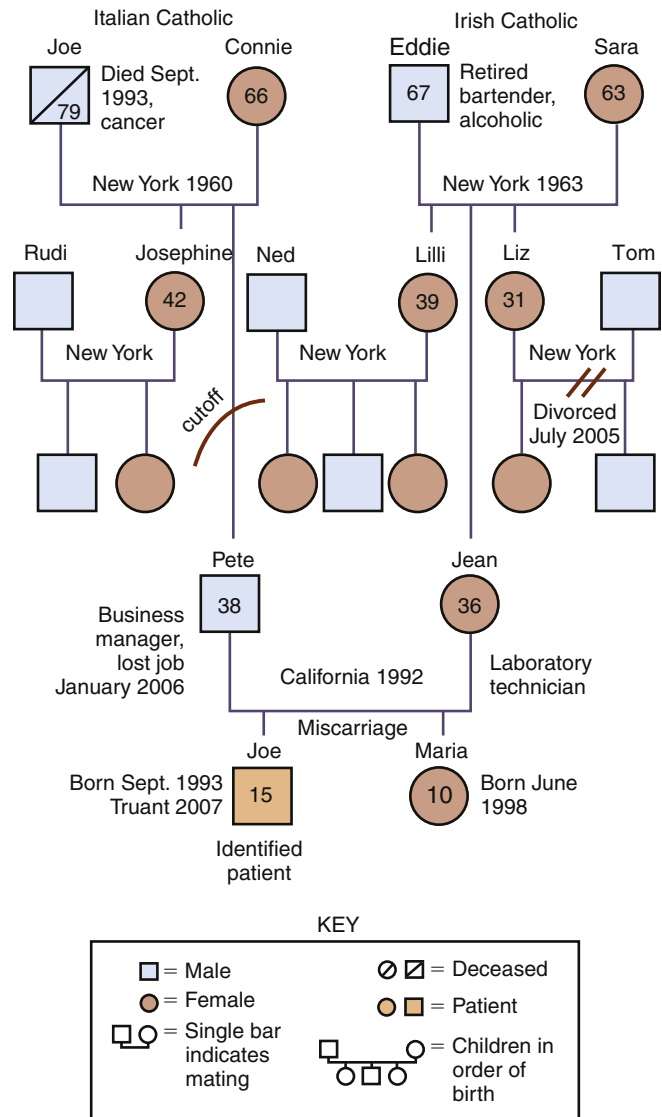 Italian Catholic
Irish Catholic
Joe
Connie
Eddie
Sara
79
Died Sept.
1993,
cancer
66
67
Retired
bartender,
alcoholic
63
New York 1960
New York 1963
Rudi
Josephine
Ned
Lilli
Liz
Tom
42
39
31
New York
New York
New York
cutoff
Divorced
July 2005
Pete
Jean
38
36
Business
manager,
lost job
January 2006
California 1992
Laboratory
technician
Miscarriage
Joe
Maria
Born Sept. 1993
Truant 2007
15
10
Born June
1998
Identified
patient
KEY
= Male
= Deceased
= Female
= Patient
= Single bar
indicates
mating
= Children in
order of
birth